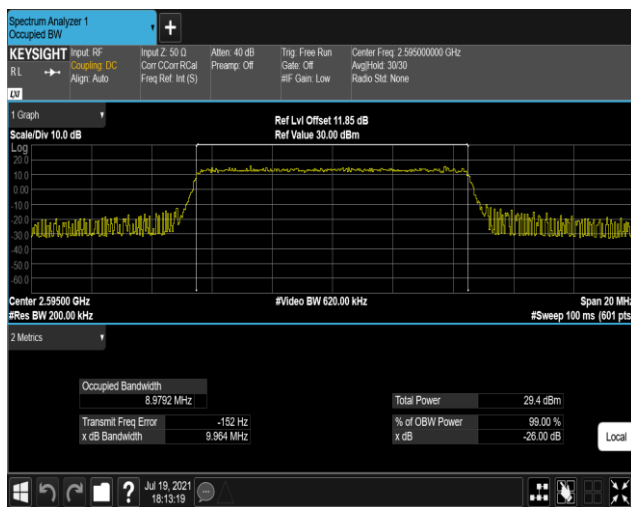 Spectrum Analyzer 1
Occupied BW
+
KEYSIGHT
RL
LXI
Input: RF
Coupling: DC
Align: Auto
Input Z: 50 Ω
Corr CCorr RCal
Freq Ref: Int (S)
Atten: 40 dB
Preamp: Off
Trig: Free Run
Gate: Off
#IF Gain: Low
Center Freq: 2.595000000 GHz
Avg|Hold: 30/30
Radio Std: None
1 Graph
Scale/Div 10.0 dB
Ref Lvl Offset 11.85 dB
Ref Value 30.00 dBm
Log
20.0
10.0
0.00
-10.0
-20.0
-30.0
-40.0
-50.0
-60.0
Center 2.59500 GHz
#Video BW 620.00 kHz
Span 20 MHz
#Res BW 200.00 kHz
#Sweep 100 ms (601 pts
2 Metrics
Occupied Bandwidth
8.9792 MHz
Total Power 29.4 dBm
Transmit Freq Error -152 Hz
% of OBW Power 99.00 %
x dB Bandwidth 9.964 MHz
x dB -26.00 dB
Local
?
Jul 19, 2021
18:13:19